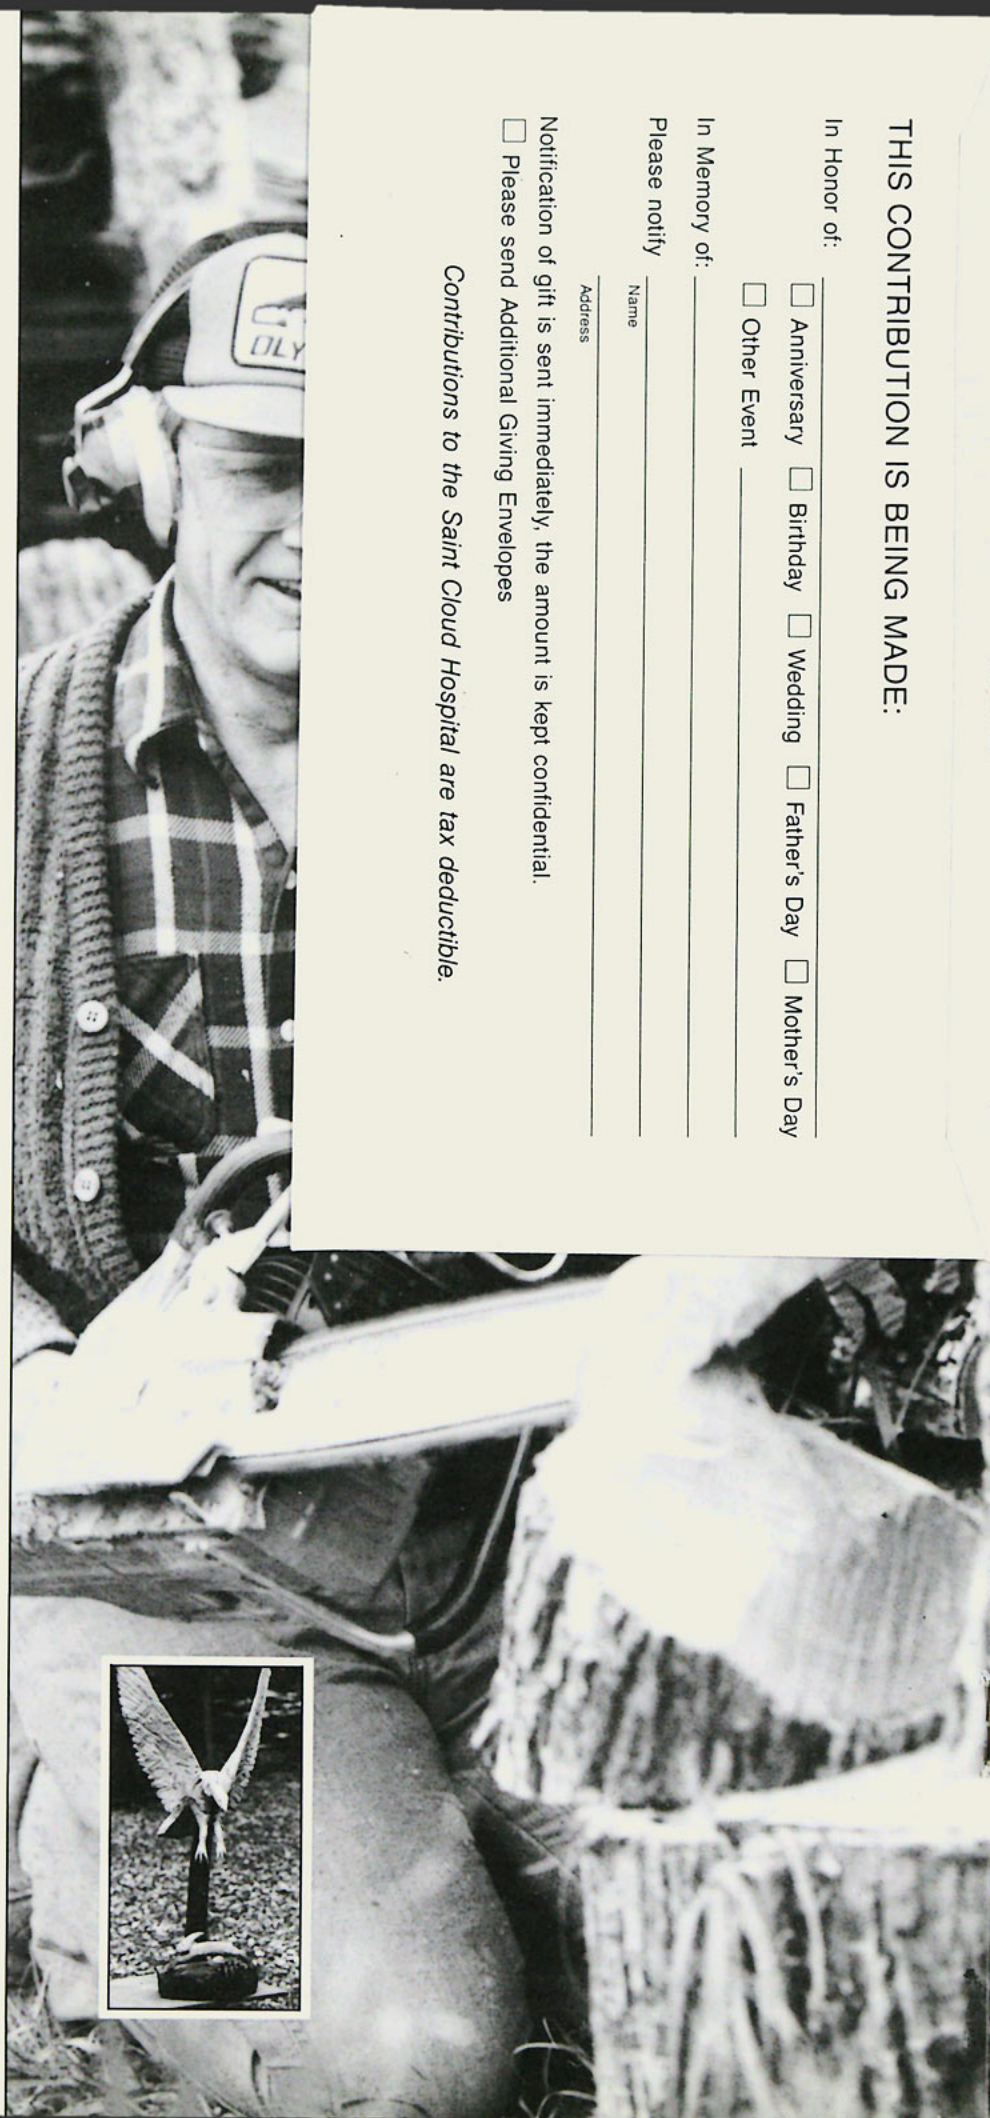 THIS CONTRIBUTION IS BEING MADE:
In Honor of:
☐ Anniversary ☐ Birthday ☐ Wedding ☐ Father's Day ☐ Mother's Day
☐ Other Event
In Memory of:
Please notify
Name
Address
Notification of gift is sent immediately, the amount is kept confidential.
☐ Please send Additional Giving Envelopes
Contributions to the Saint Cloud Hospital are tax deductible.
OLY